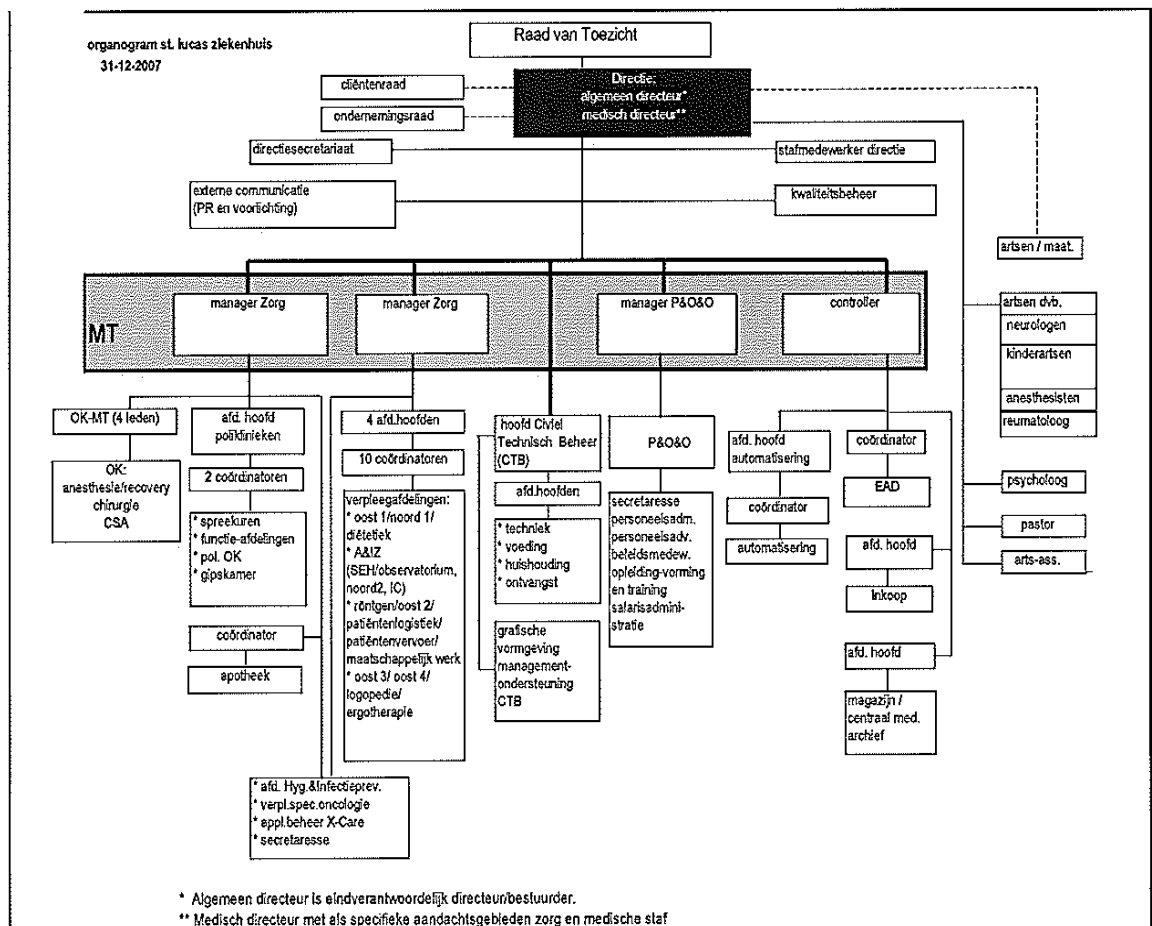 organogram st. lucas ziekenhuis
31-12-2007
Raad van Toezicht
Directie:
algemeen directeur*
medisch directeur**
cliëntenraad
ondernemingsraad
directiesecretariaat
stafmedewerker directie
externe communicatie
(PR en voorlichting)
kwaliteitsbeheer
artsen / maat.
MT
manager Zorg
manager Zorg
manager P&O&O
controller
artsen dvb.
neurologen
kinderartsen
anesthesisten
reumatoloog
psycholoog
pastor
arts-ass.
OK-MT (4 leden)
OK:
anesthesie/recovery
chirurgie
CSA
afd. hoofd
poliklinieken
2 coördinatoren
* spreekuren
* functie-afdelingen
* pol. OK
* gipskamer
coördinator
apotheek
4 afd.hoofden
10 coördinatoren
verpleegafdelingen:
* oost 1/noord 1/
diëtetiek
* A&IZ
(SEH/observatorium,
noord2, IC)
* röntgen/oost 2/
patiëntenlogistiek/
patiëntenvervoer/
maatschappelijk werk
* oost 3/ oost 4/
logopedie/
ergotherapie
* afd. Hyg.&Infectieprev.
* verpl.spec.oncologie
* appl.beheer X-Care
* secretaresse
hoofd Civiel
Technisch Beheer
(CTB)
afd.hoofden
* techniek
* voeding
* huishouding
* ontvangst
grafische
vormgeving
management-
ondersteuning
CTB
P&O&O
secretaresse
personeelsadm.
personeelsadv.
beleidsmedew.
opleiding-vorming
en training
salarisadmini-
stratie
afd. hoofd
automatisering
coördinator
automatisering
coördinator
EAD
afd. hoofd
Inkoop
afd. hoofd
magazijn /
centraal med.
archief
* Algemeen directeur is eindverantwoordelijk directeur/bestuurder.
** Medisch directeur met als specifieke aandachtsgebieden zorg en medische staf